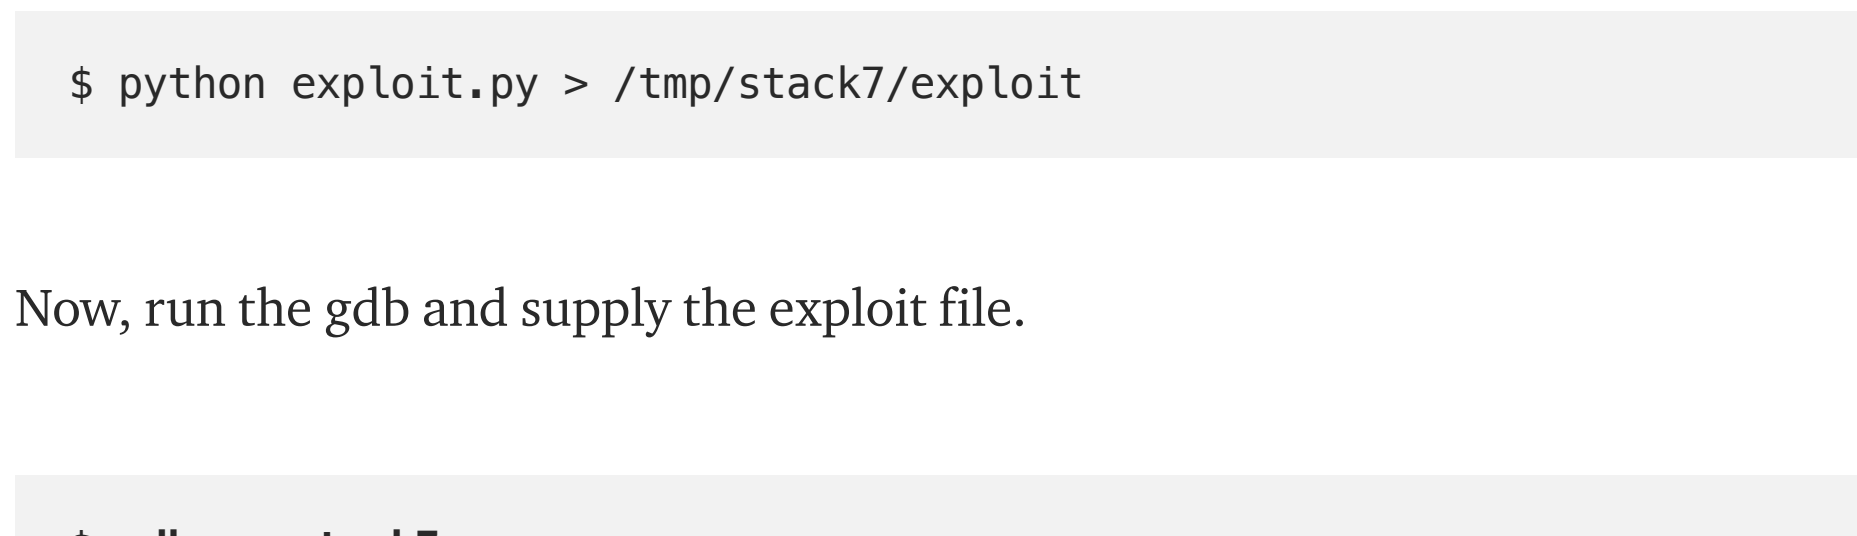 $ python exploit.py > /tmp/stack7/exploit
Now, run the gdb and supply the exploit file.